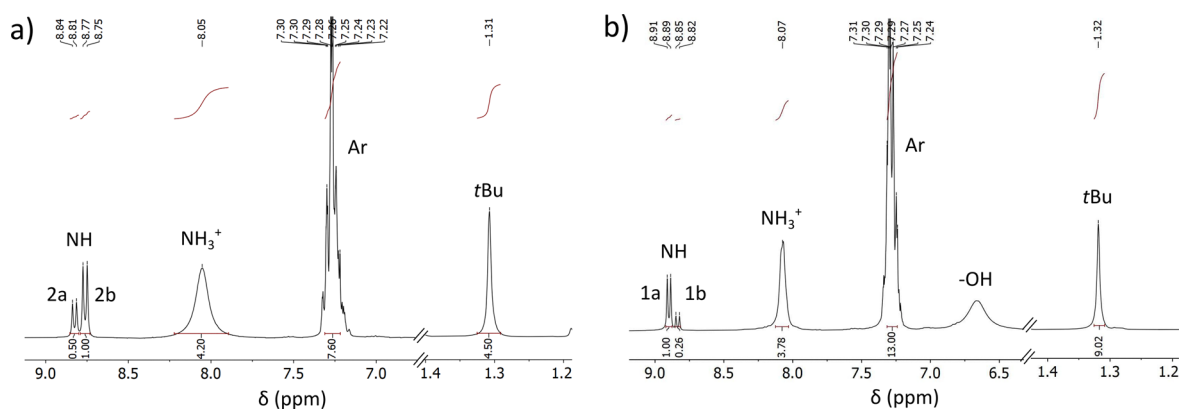 a)
8.84
8.81
8.77
8.75
8.05
7.30
7.30
7.29
7.28
7.26
7.25
7.24
7.23
7.22
1.31
Ar
tBu
NH
NH3+
2a
2b
0.50
1.00
4.20
7.60
4.50
9.0 8.5 8.0 7.5 7.0 1.4 1.3 1.2
δ (ppm)
b)
8.91
8.89
8.85
8.82
8.07
7.31
7.30
7.29
7.29
7.27
7.25
7.24
1.32
Ar
tBu
NH
NH3+
-OH
1a
1b
1.00
0.26
3.78
13.00
9.02
9.0 8.5 8.0 7.5 7.0 6.5 1.4 1.3 1.2
δ (ppm)